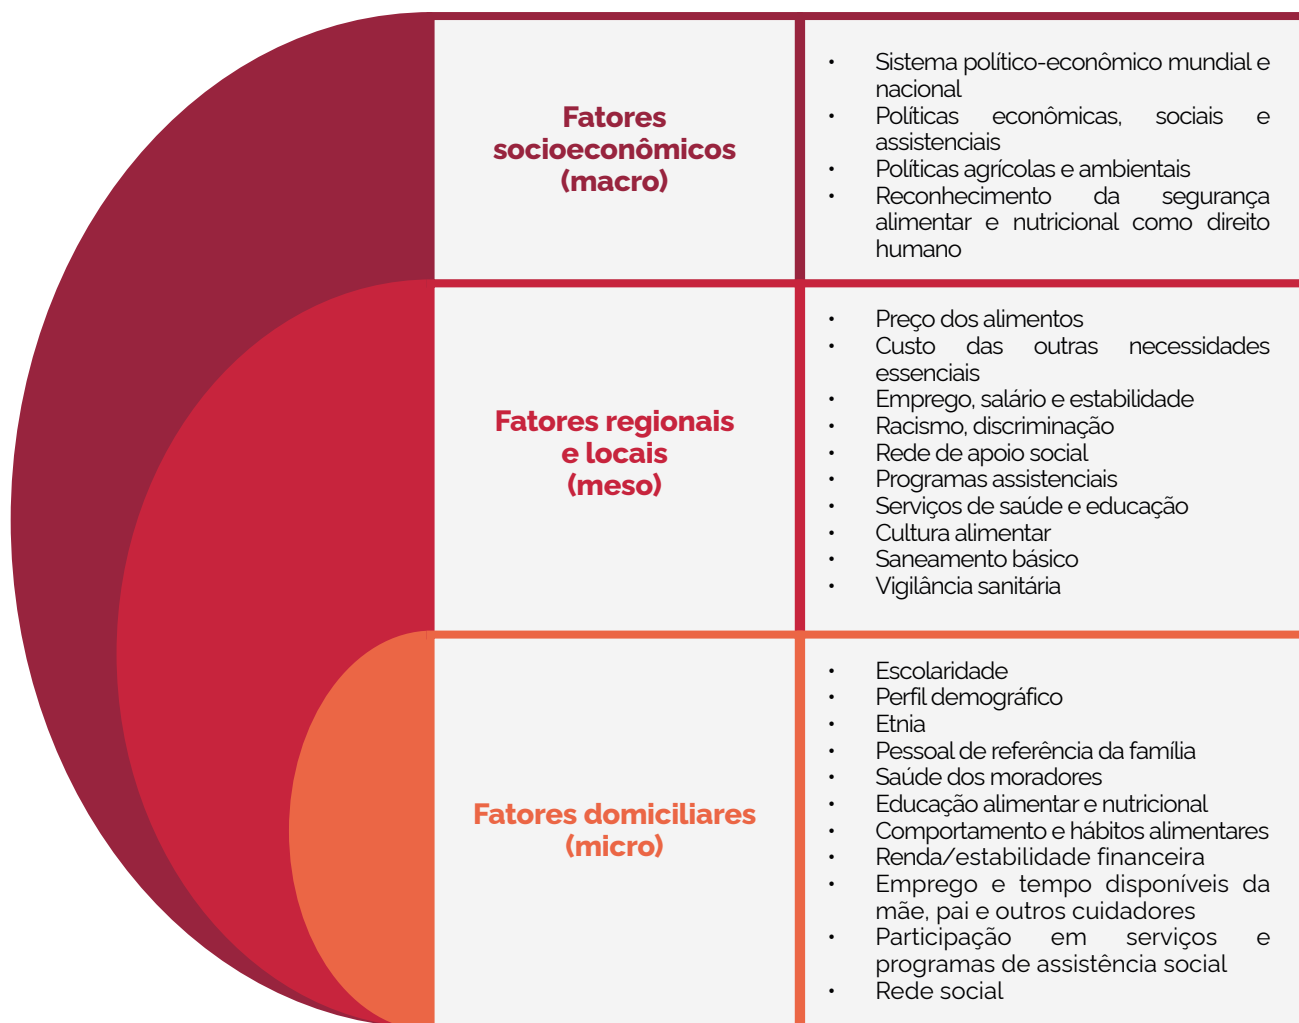 Fatores
socioeconômicos
(macro)
• Sistema político-econômico mundial e
nacional
• Políticas econômicas, sociais e
assistenciais
• Políticas agrícolas e ambientais
• Reconhecimento da segurança
alimentar e nutricional como direito
humano
Fatores regionais
e locais
(meso)
• Preço dos alimentos
• Custo das outras necessidades
essenciais
• Emprego, salário e estabilidade
• Racismo, discriminação
• Rede de apoio social
• Programas assistenciais
• Serviços de saúde e educação
• Cultura alimentar
• Saneamento básico
• Vigilância sanitária
Fatores domiciliares
(micro)
• Escolaridade
• Perfil demográfico
• Etnia
• Pessoal de referência da família
• Saúde dos moradores
• Educação alimentar e nutricional
• Comportamento e hábitos alimentares
• Renda/estabilidade financeira
• Emprego e tempo disponíveis da
mãe, pai e outros cuidadores
• Participação em serviços e
programas de assistência social
• Rede social